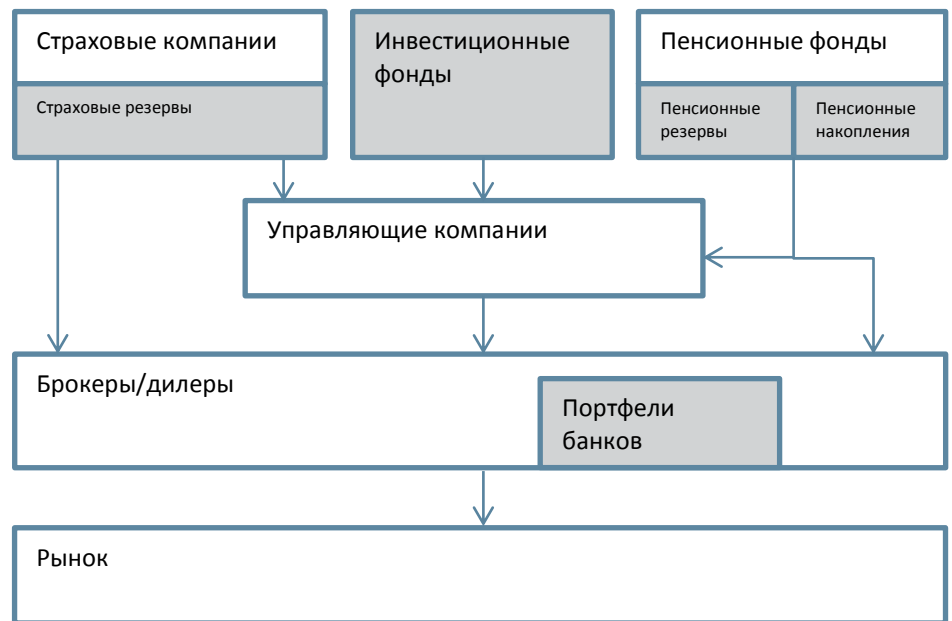 Страховые компании
Страховые резервы
Инвестиционные
фонды
Пенсионные фонды
Пенсионные
резервы
Пенсионные
накопления
Управляющие компании
Брокеры/дилеры
Портфели
банков
Рынок